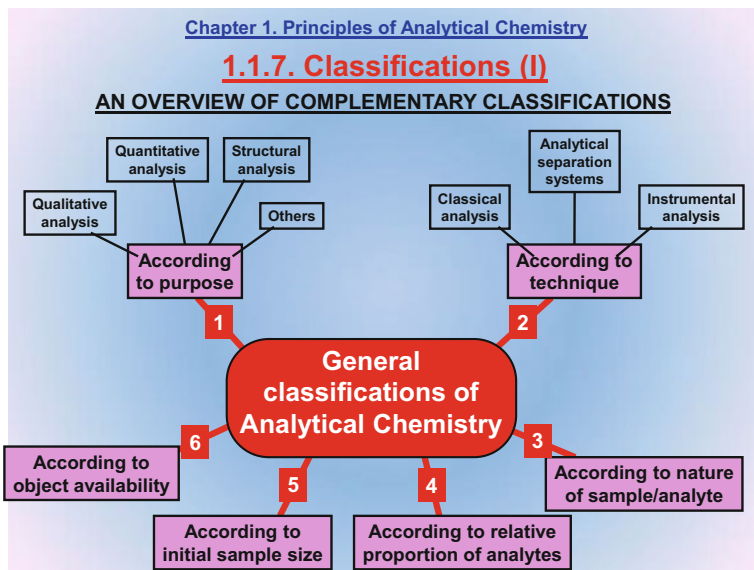 Chapter 1. Principles of Analytical Chemistry
1.1.7. Classifications (I)
AN OVERVIEW OF COMPLEMENTARY CLASSIFICATIONS
Qualitative
analysis
Quantitative
analysis
Structural
analysis
Others
According
to purpose
1
Classical
analysis
Analytical
separation
systems
Instrumental
analysis
According to
technique
2
General
classifications of
Analytical Chemistry
3
According to nature
of sample/analyte
4
According to relative
proportion of analytes
5
According to
initial sample size
6
According to
object availability